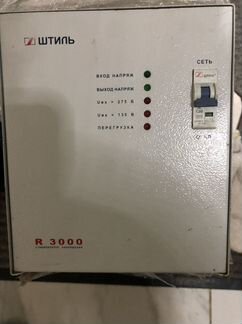 ШТИЛЬ
СЕТЬ
ВХОД НАПРЯЖ
ВЫХОД НАПРЯЖ
Uвх > 275 В
Uвх < 135 В
ПЕРЕГРУЗКА
R 3000